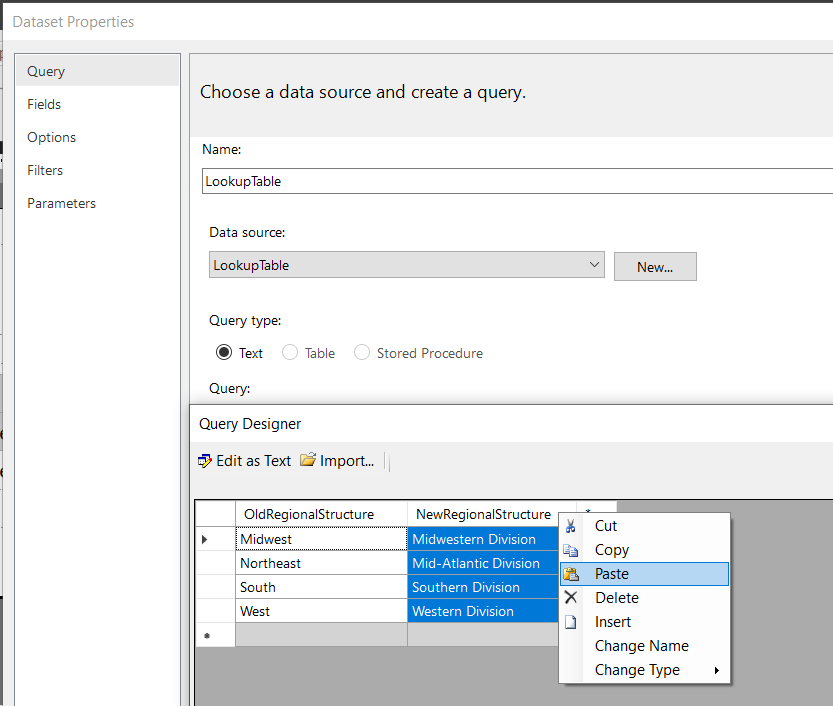 Dataset Properties
Query
Fields
Options
Filters
Parameters
Choose a data source and create a query.
Name:
LookupTable
Data source:
LookupTable
New...
Query type:
Text Table Stored Procedure
Query:
Query Designer
Edit as Text Import...
OldRegionalStructure NewRegionalStructure *
Midwest Midwestern Division
Northeast Mid-Atlantic Division
South Southern Division
West Western Division
*
Cut
Copy
Paste
Delete
Insert
Change Name
Change Type